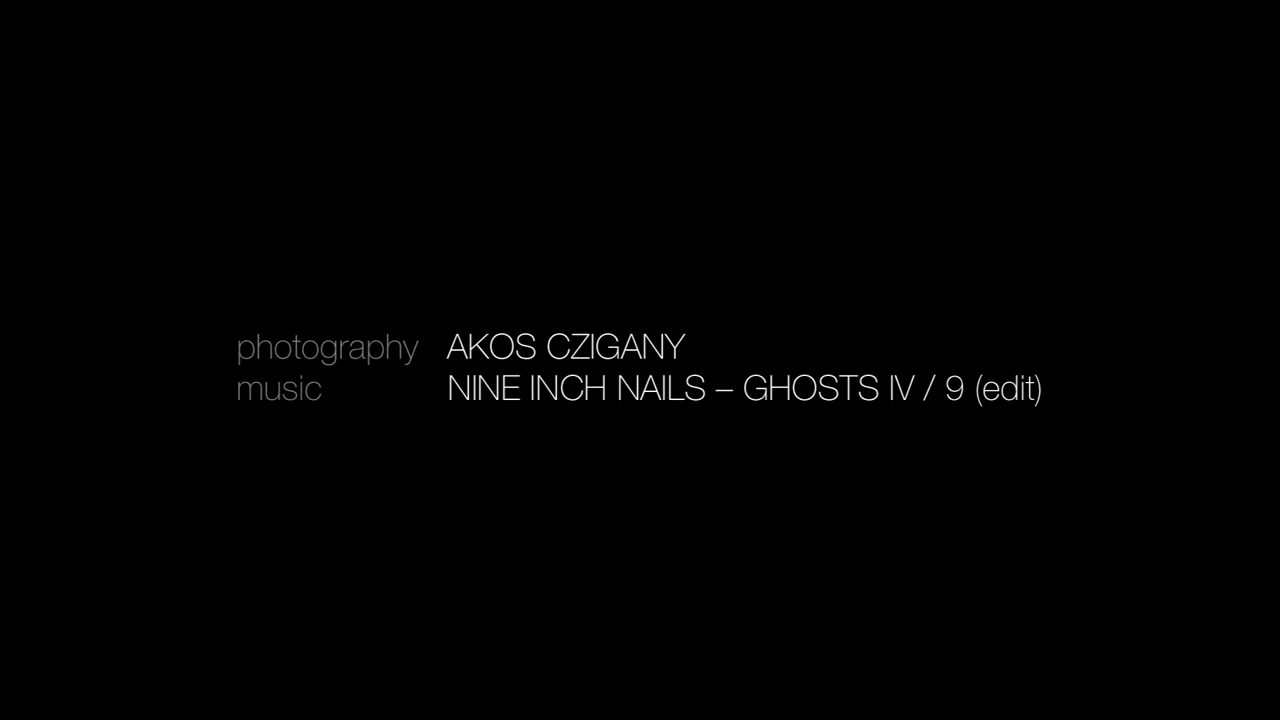 photography AKOS CZIGANY
music NINE INCH NAILS – GHOSTS IV / 9 (edit)